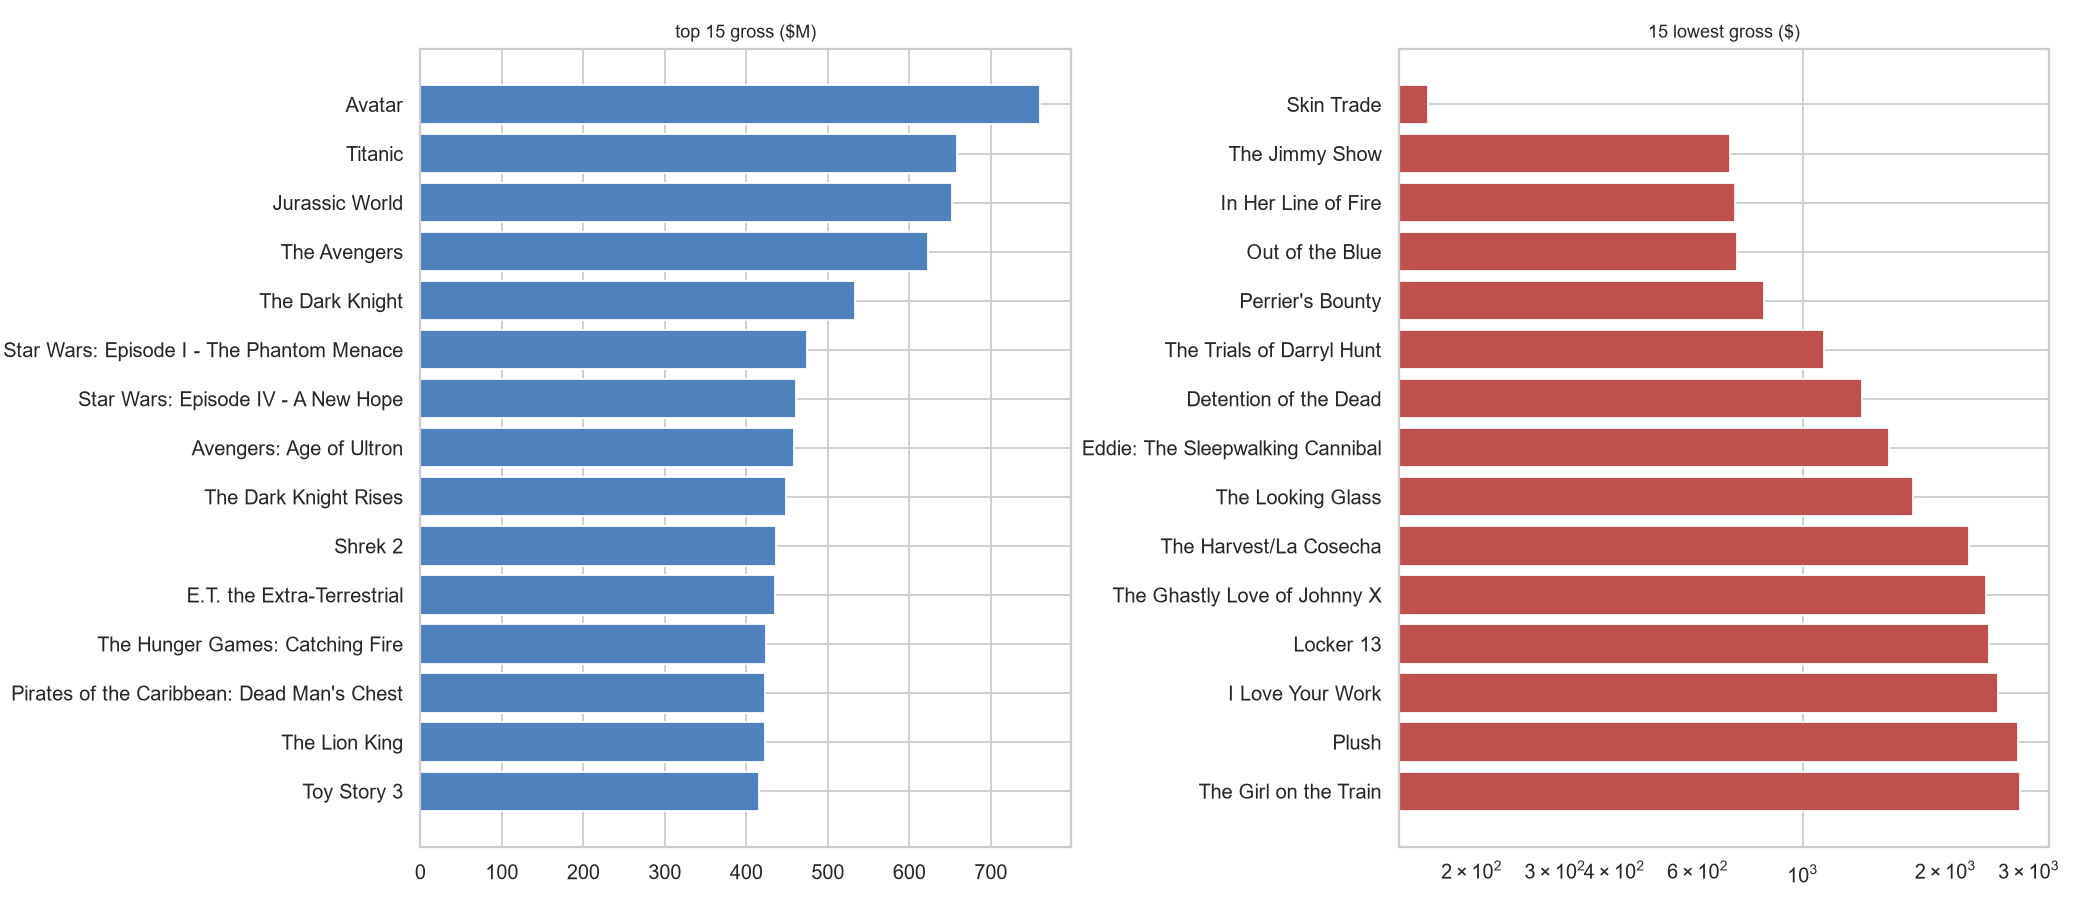 top 15 gross ($M)
Avatar
Titanic
Jurassic World
The Avengers
The Dark Knight
Star Wars: Episode I - The Phantom Menace
Star Wars: Episode IV - A New Hope
Avengers: Age of Ultron
The Dark Knight Rises
Shrek 2
E.T. the Extra-Terrestrial
The Hunger Games: Catching Fire
Pirates of the Caribbean: Dead Man's Chest
The Lion King
Toy Story 3
0 100 200 300 400 500 600 700
15 lowest gross ($)
Skin Trade
The Jimmy Show
In Her Line of Fire
Out of the Blue
Perrier's Bounty
The Trials of Darryl Hunt
Detention of the Dead
Eddie: The Sleepwalking Cannibal
The Looking Glass
The Harvest/La Cosecha
The Ghastly Love of Johnny X
Locker 13
I Love Your Work
Plush
The Girl on the Train
2 × 10² 3 × 10² 4 × 10² 6 × 10² 10³ 2 × 10³ 3 × 10³